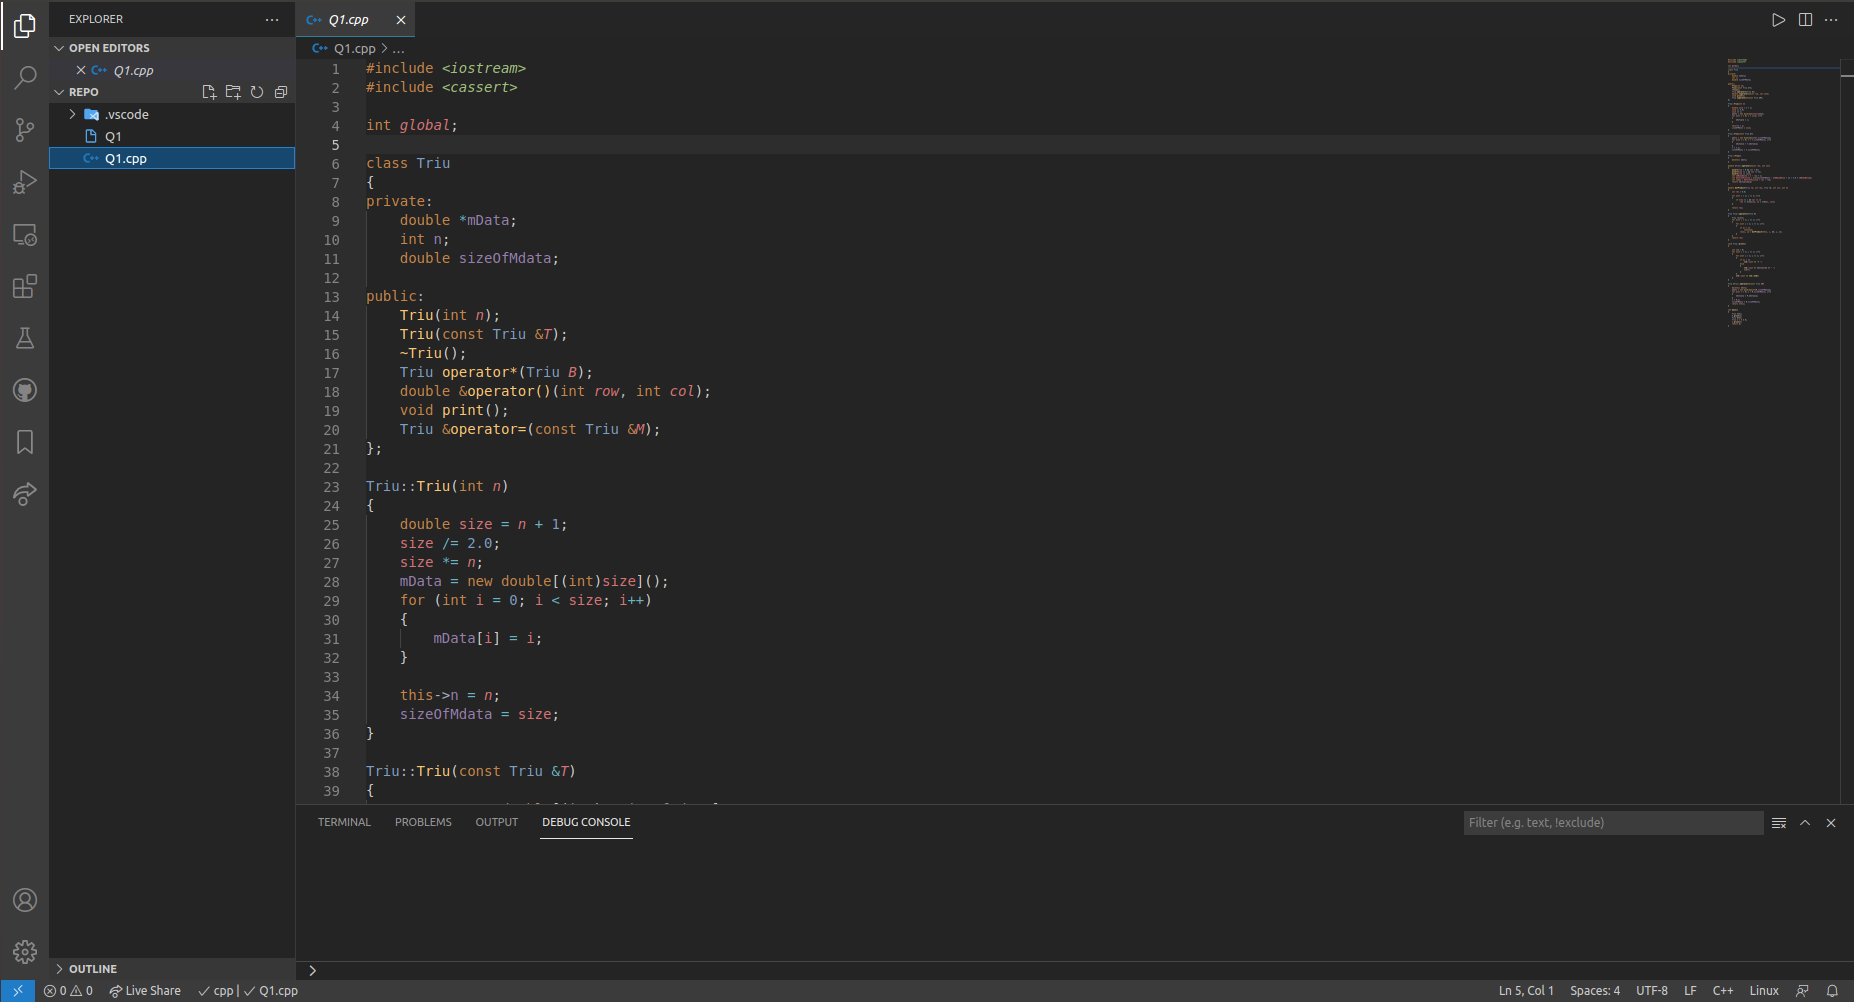 EXPLORER
OPEN EDITORS
Q1.cpp
REPO
.vscode
Q1
Q1.cpp
OUTLINE
Q1.cpp
Q1.cpp > ...
1 #include <iostream>
2 #include <cassert>
3
4 int global;
5
6 class Triu
7 {
8 private:
9 double *mData;
10 int n;
11 double sizeOfMdata;
12
13 public:
14 Triu(int n);
15 Triu(const Triu &T);
16 ~Triu();
17 Triu operator*(Triu B);
18 double &operator()(int row, int col);
19 void print();
20 Triu &operator=(const Triu &M);
21 };
22
23 Triu::Triu(int n)
24 {
25 double size = n + 1;
26 size /= 2.0;
27 size *= n;
28 mData = new double[(int)size]();
29 for (int i = 0; i < size; i++)
30 {
31 mData[i] = i;
32 }
33
34 this->n = n;
35 sizeOfMdata = size;
36 }
37
38 Triu::Triu(const Triu &T)
39 {
TERMINAL PROBLEMS OUTPUT DEBUG CONSOLE
Filter (e.g. text, !exclude)
0 0 Live Share cpp | Q1.cpp
Ln 5, Col 1 Spaces: 4 UTF-8 LF C++ Linux